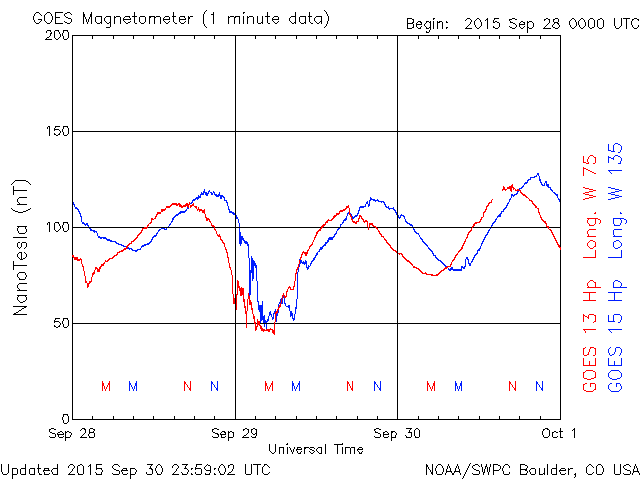 GOES Magnetometer (1 minute data)
Begin: 2015 Sep 28 0000 UTC
200
150
100
50
0
NanoTesla (nT)
M M N N M M N N M M N N
Sep 28 Sep 29 Sep 30 Oct 1
Universal Time
GOES 13 Hp Long. W 75
GOES 15 Hp Long. W 135
Updated 2015 Sep 30 23:59:02 UTC
NOAA/SWPC Boulder, CO USA